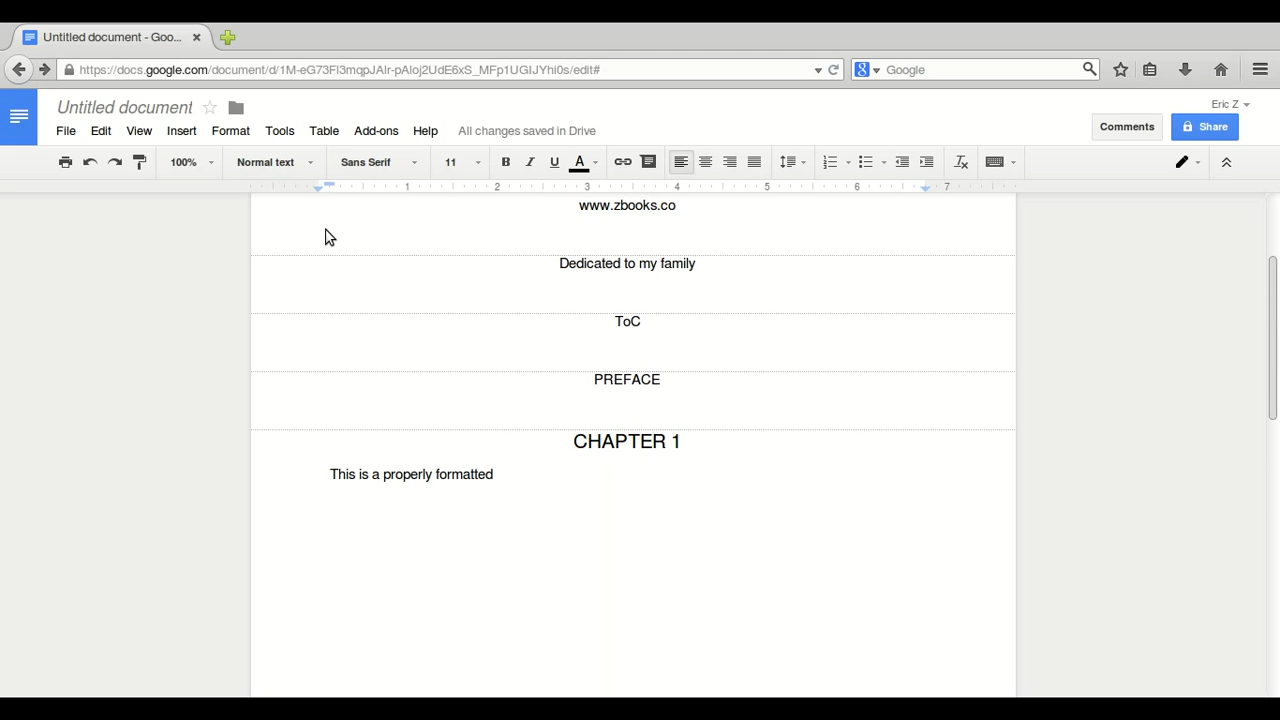 Untitled document - Goo...
https://docs.google.com/document/d/1M-eG73Fl3mqpJAlr-pAloj2UdE6xS_MFp1UGIJYhi0s/edit#
Google
Untitled document
Eric Z
File Edit View Insert Format Tools Table Add-ons Help All changes saved in Drive
Comments
Share
100% Normal text Sans Serif 11 B I U A
1 2 3 4 5 6 7
www.zbooks.co
Dedicated to my family
ToC
PREFACE
CHAPTER 1
This is a properly formatted